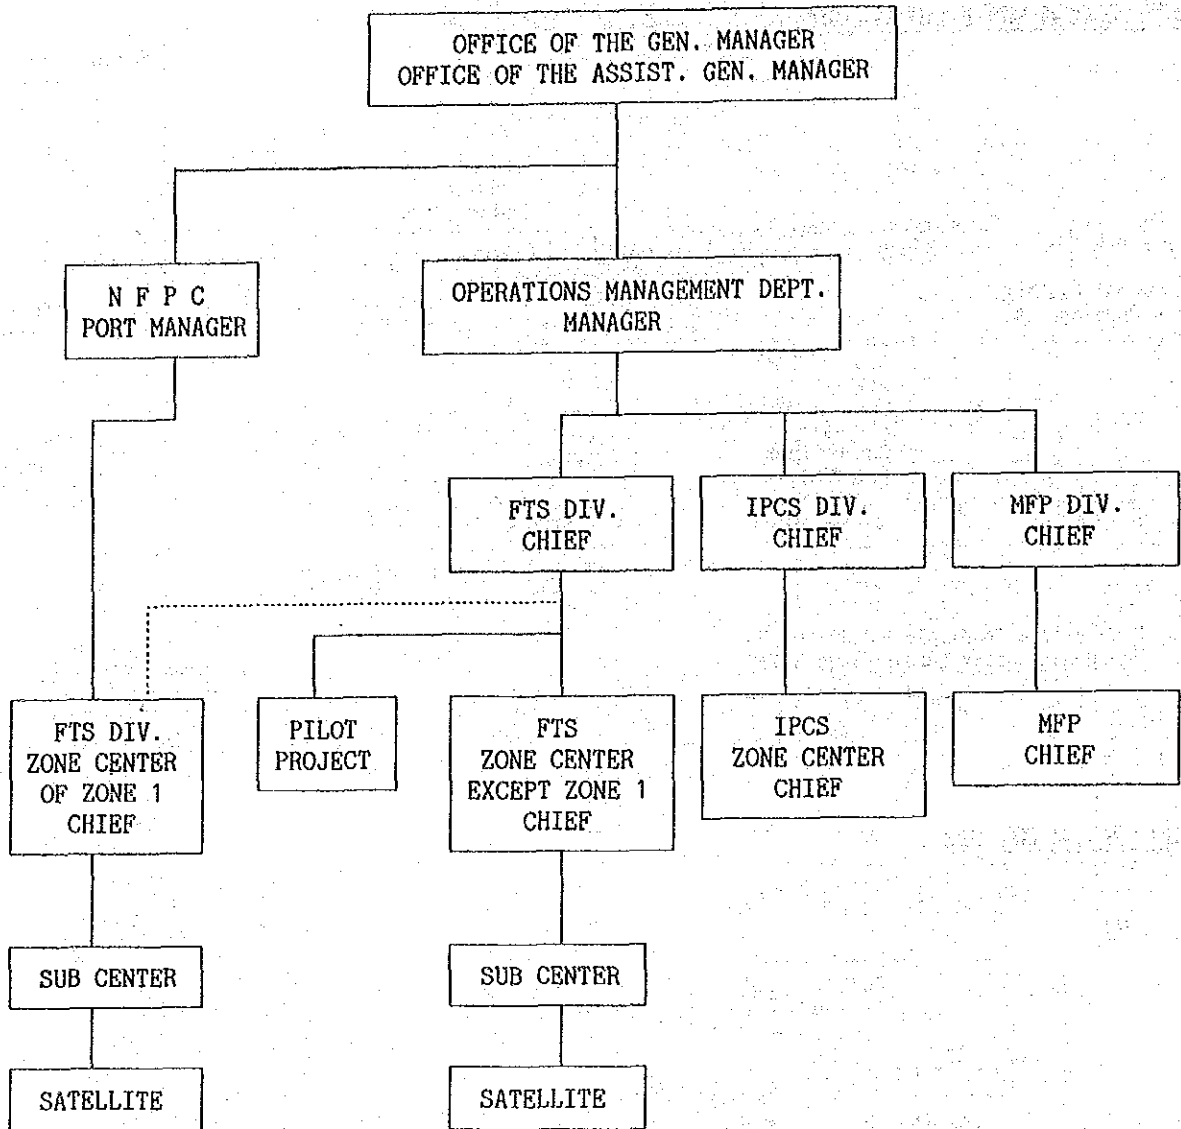 OFFICE OF THE GEN. MANAGER
OFFICE OF THE ASSIST. GEN. MANAGER
N F P C
PORT MANAGER
OPERATIONS MANAGEMENT DEPT.
MANAGER
FTS DIV.
CHIEF
IPCS DIV.
CHIEF
MFP DIV.
CHIEF
FTS DIV.
ZONE CENTER
OF ZONE 1
CHIEF
PILOT
PROJECT
FTS
ZONE CENTER
EXCEPT ZONE 1
CHIEF
IPCS
ZONE CENTER
CHIEF
MFP
CHIEF
SUB CENTER
SUB CENTER
SATELLITE
SATELLITE